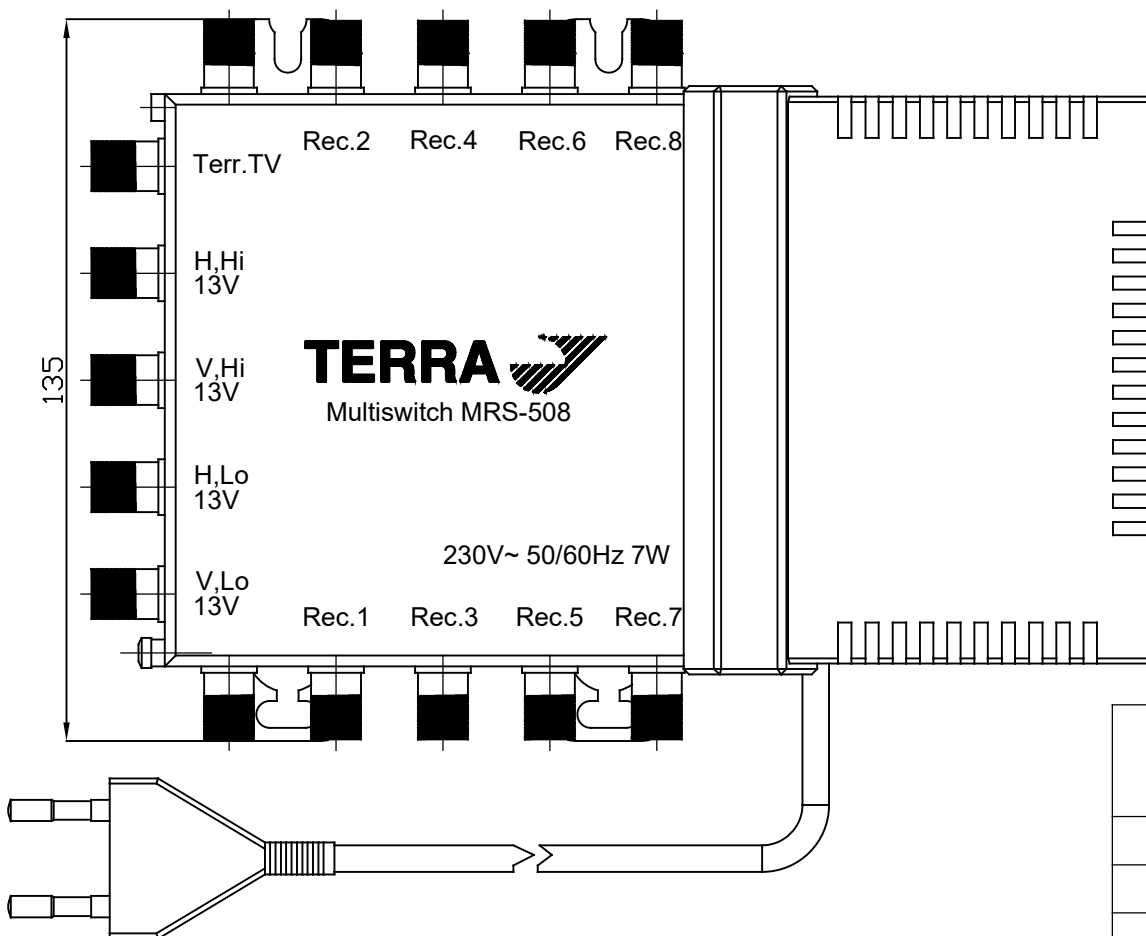 Rec.2 Rec.4 Rec.6 Rec.8
Terr.TV
H,Hi
13V
135
V,Hi
13V
TERRA
Multiswitch MRS-508
H,Lo
13V
230V~ 50/60Hz 7W
V,Lo
13V
Rec.1 Rec.3 Rec.5 Rec.7